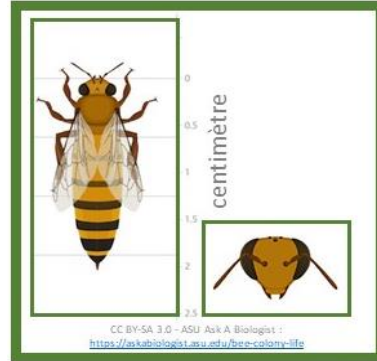 0
0.5
1
1.5
2
2.5
centimètre
CC BY-SA 3.0 - ASU Ask A Biologist :
https://askabiologist.asu.edu/bee-colony-life